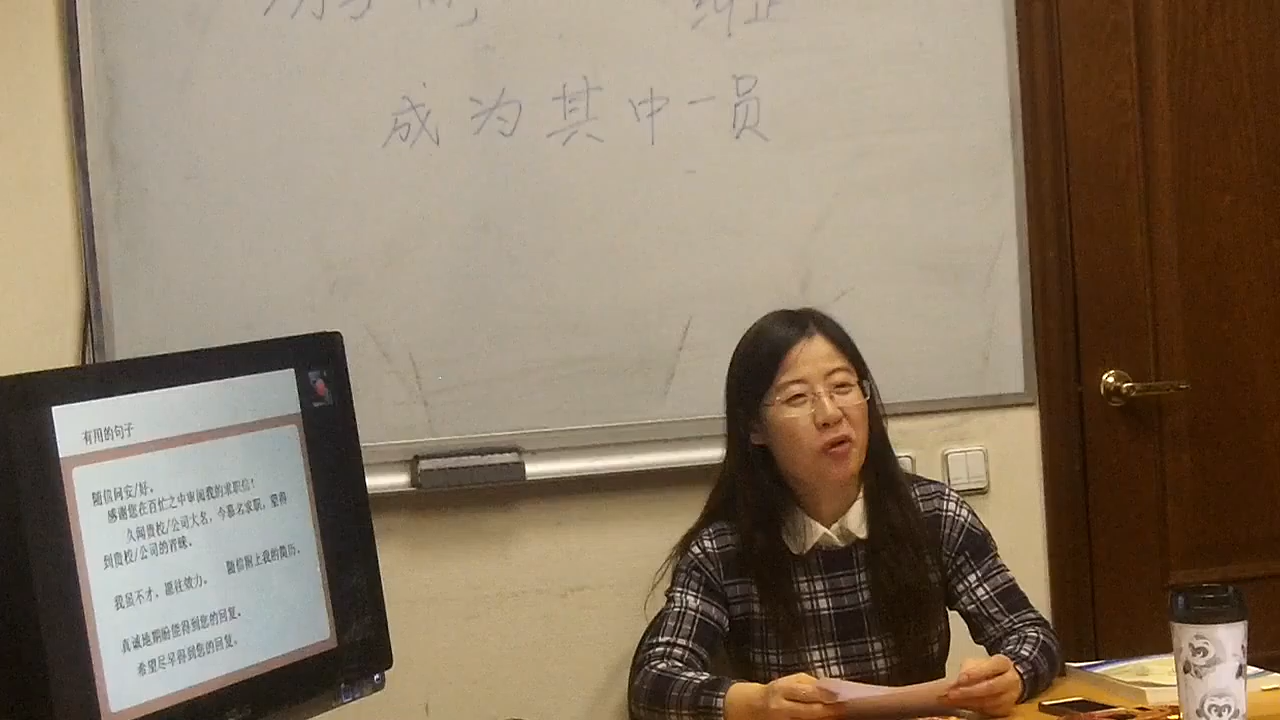 纠正
成为其中一员
有用的句子
随信问安/好。
感谢您在百忙之中审阅我的求职信！
久闻贵校/公司大名，今慕名求职，望得
到贵校/公司的青睐。
我虽不才，愿往效力。 随信附上我的简历。
真诚地期盼能得到您的回复。
希望尽早得到您的回复。